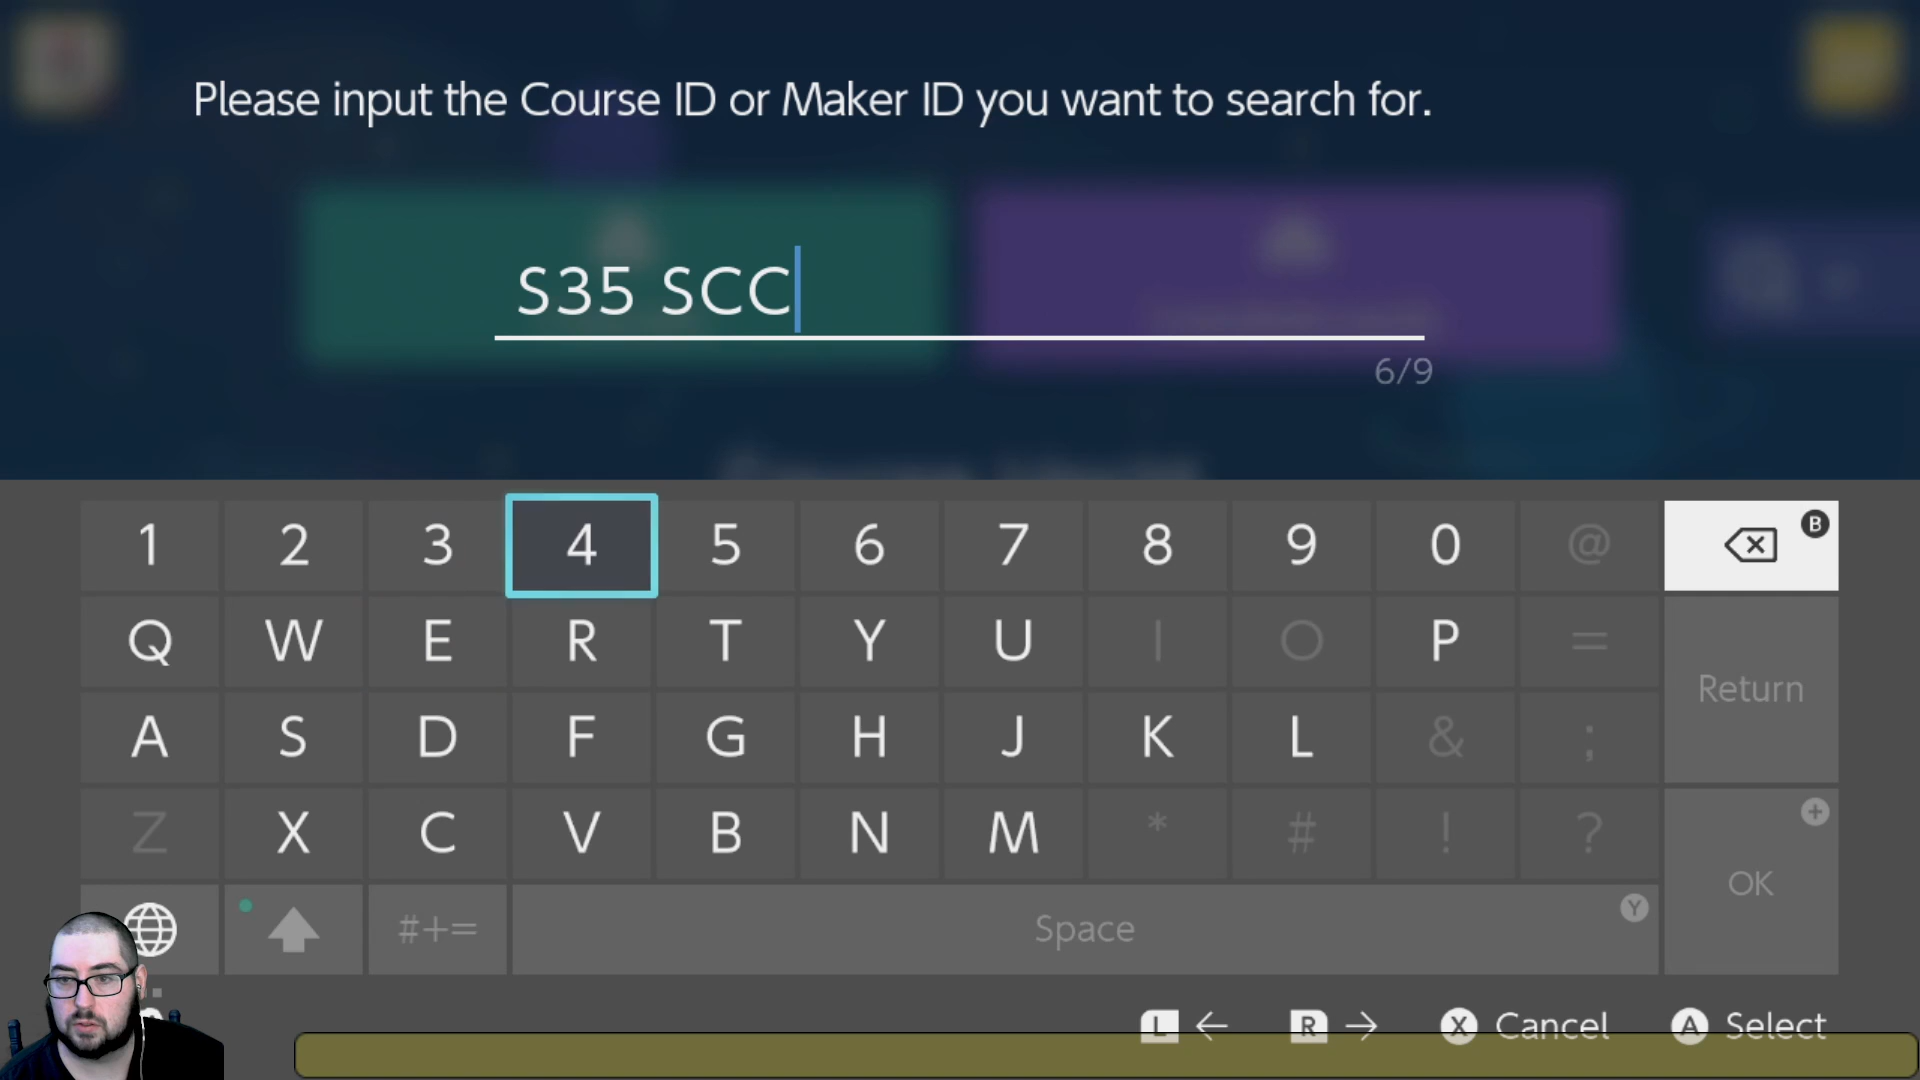 Please input the Course ID or Maker ID you want to search for.
S35 SCC
6/9
1 2 3 4 5 6 7 8 9 0 @ B
Q W E R T Y U I O P =
Return
A S D F G H J K L & ;
Z X C V B N M * # ! ? +
OK
#+= Space Y
L ← R → X Cancel A Select